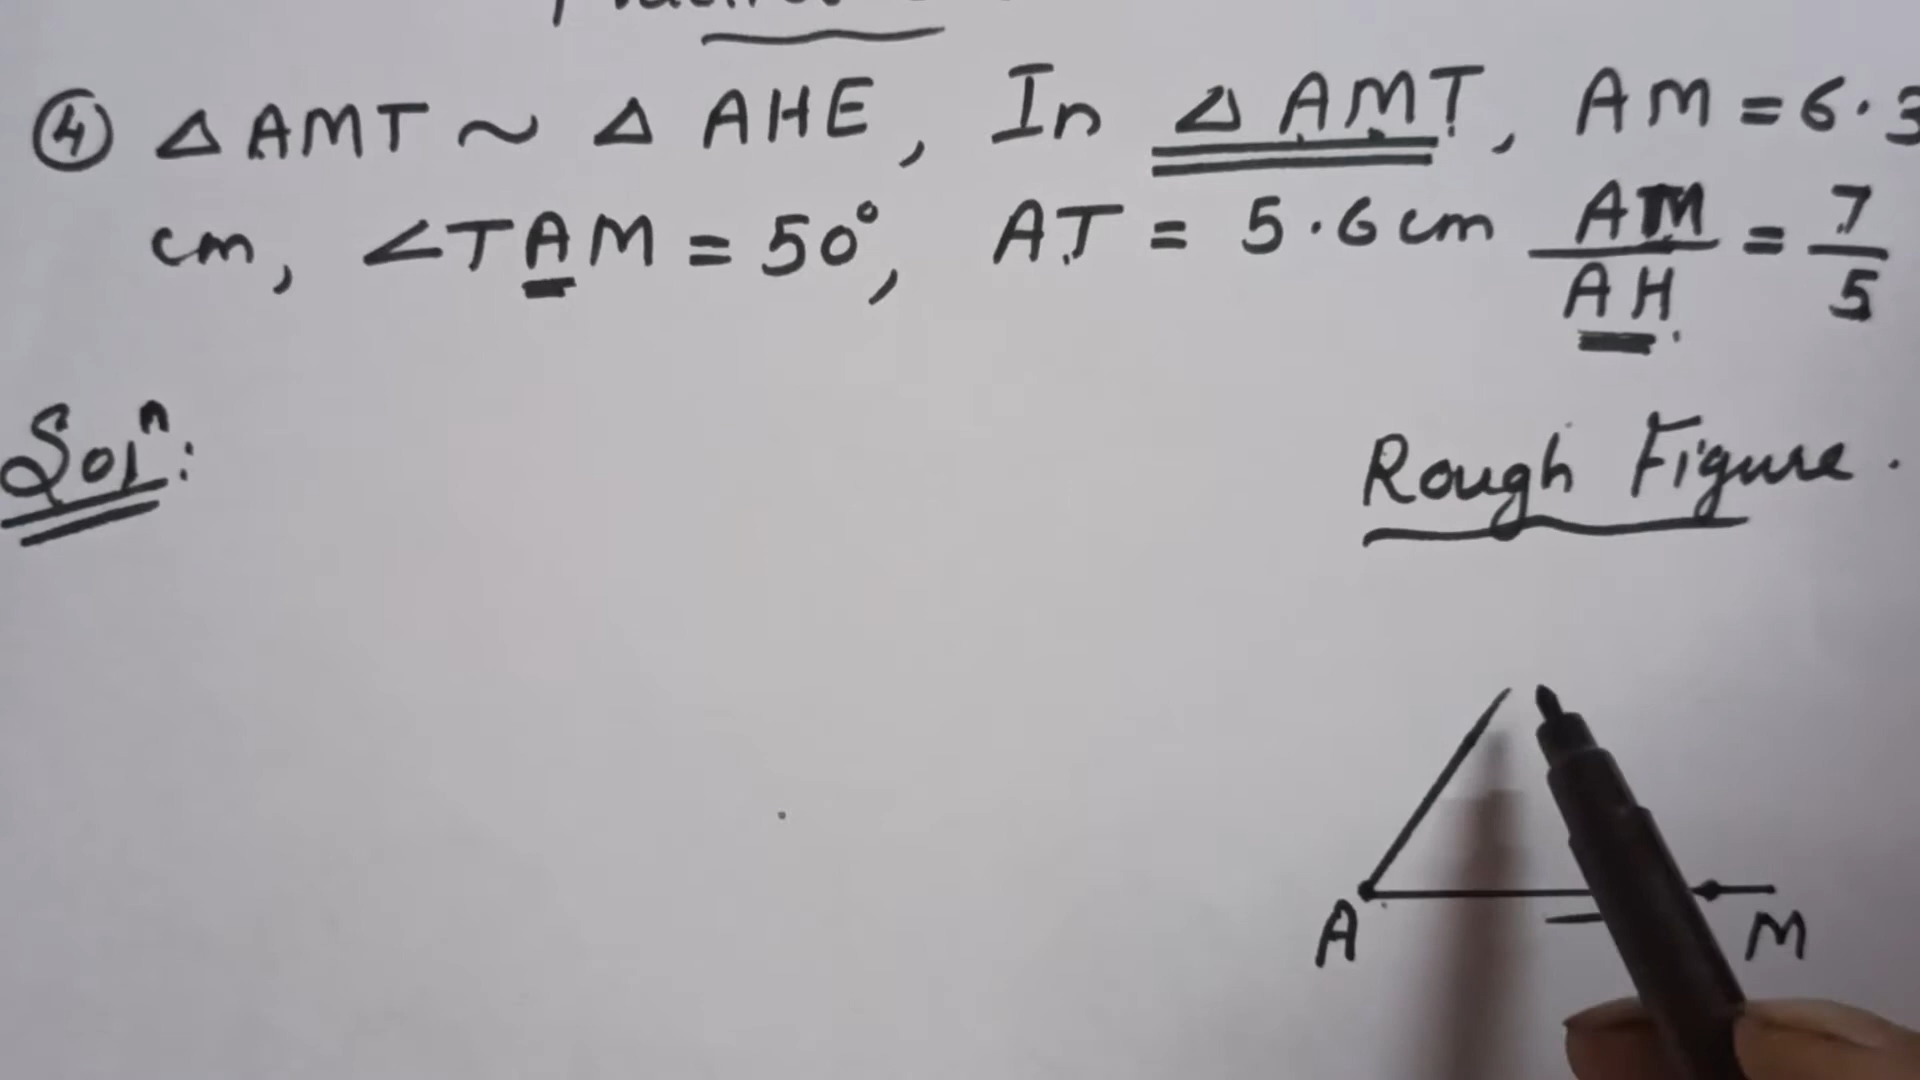 ④ △AMT ~ △ AHE, In △ AMT, AM = 6.3
cm, ∠TAM = 50°, AT = 5.6 cm AM/AH = 7/5
Solⁿ:
Rough Figure.
A M